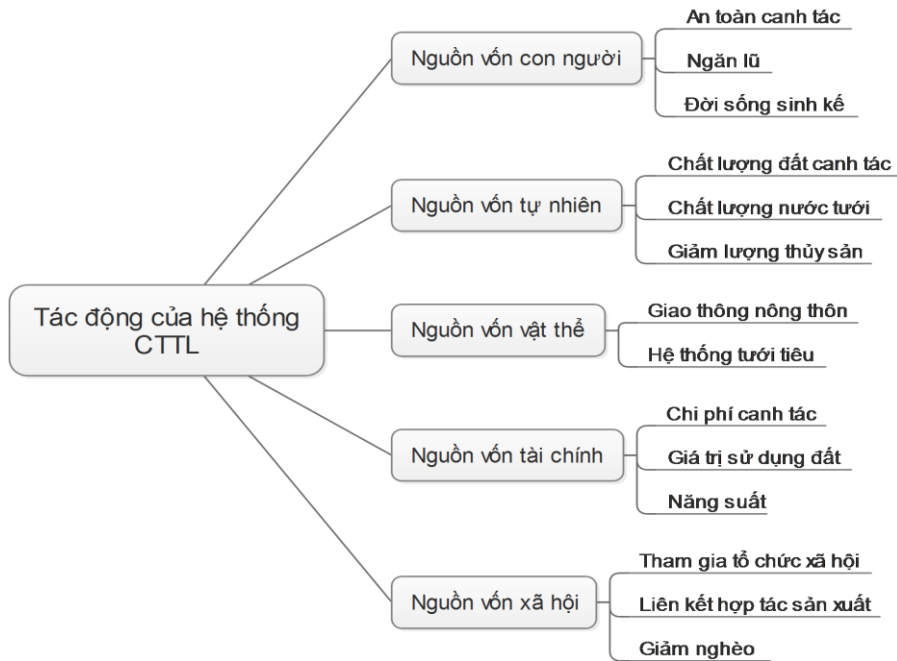 Tác động của hệ thống
CTTL
Nguồn vốn con người
An toàn canh tác
Ngăn lũ
Đời sống sinh kế
Nguồn vốn tự nhiên
Chất lượng đất canh tác
Chất lượng nước tưới
Giảm lượng thủy sản
Nguồn vốn vật thể
Giao thông nông thôn
Hệ thống tưới tiêu
Nguồn vốn tài chính
Chi phí canh tác
Giá trị sử dụng đất
Năng suất
Nguồn vốn xã hội
Tham gia tổ chức xã hội
Liên kết hợp tác sản xuất
Giảm nghèo